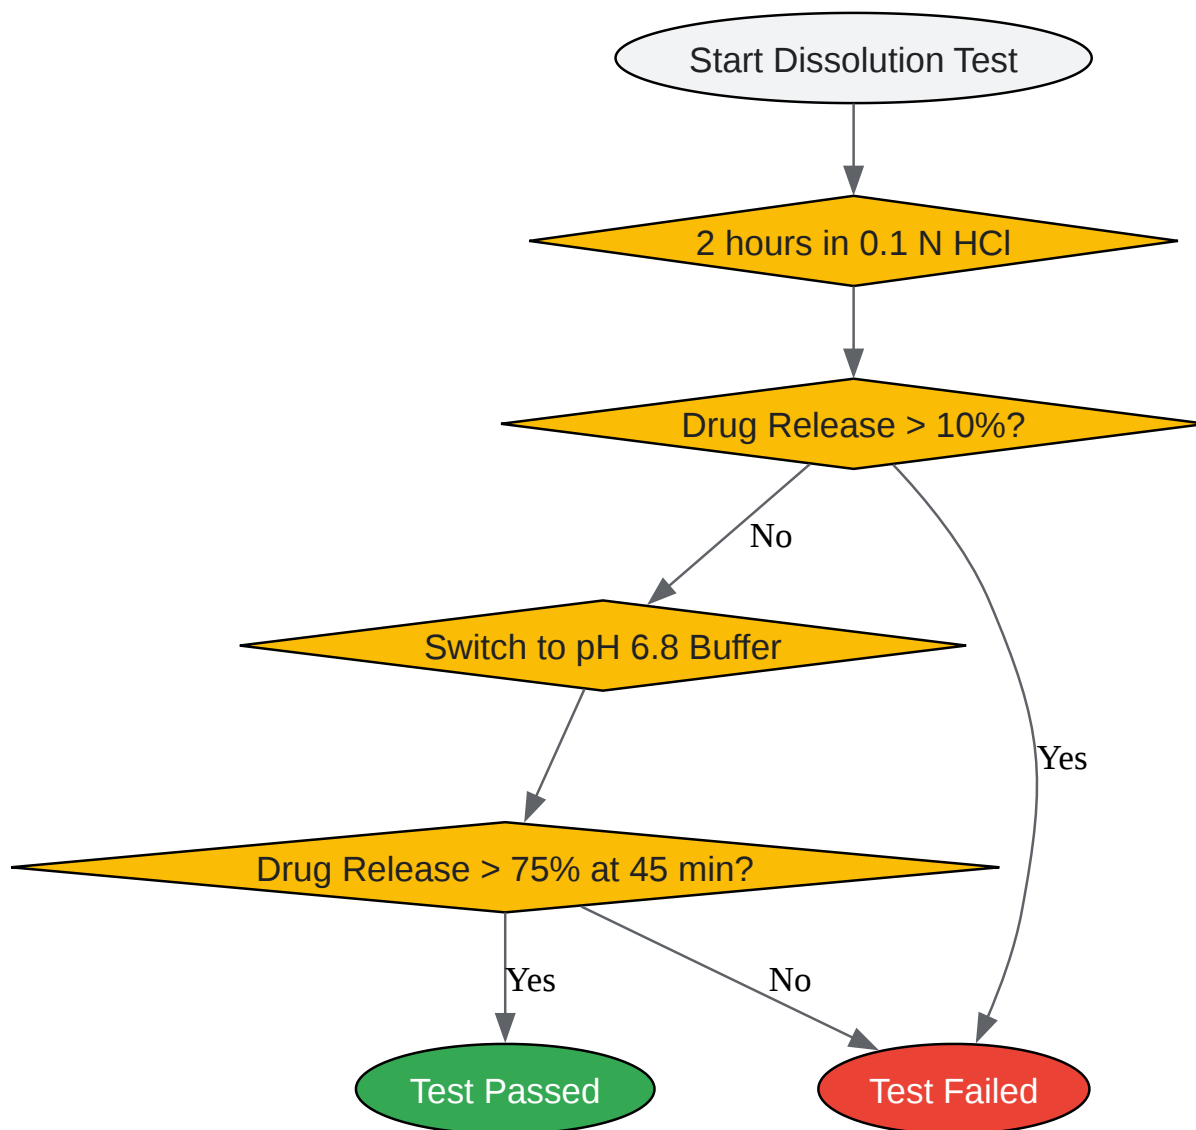 Start Dissolution Test
2 hours in 0.1 N HCl
Drug Release > 10%?
No
Switch to pH 6.8 Buffer
Yes
Drug Release > 75% at 45 min?
Yes
No
Test Passed
Test Failed